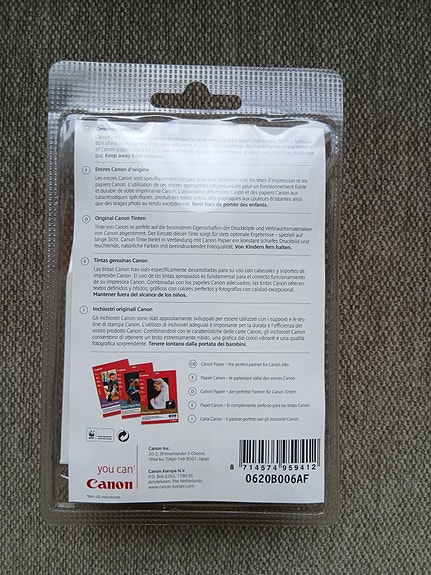 Genuine
Keep away from children.
F Encres Canon d'origine
Les encres Canon sont spécifiquement conçues pour une utilisation avec les têtes d'impression et les
papiers Canon. L'utilisation de ces encres appropriées est primordiale pour un fonctionnement fiable
et durable de votre imprimante Canon. L'association des encres Canon et des papiers Canon aux
caractéristiques spécifiques, produit des textes précis, des graphiques aux couleurs éclatantes ainsi
que des tirages photo au rendu exceptionnel. Tenir hors de portée des enfants.
D Original Canon Tinten
Tinte von Canon ist perfekt auf die besonderen Eigenschaften der Druckköpfe und Verbrauchsmaterialien
von Canon abgestimmt. Der Einsatz dieser Tinte sorgt für stets optimale Ergebnisse - speziell auf
lange Sicht. Canon Tinte bietet in Verbindung mit Canon Papier ein konstant scharfes Druckbild und
leuchtende, natürliche Farben mit beeindruckender Fotoqualität. Von Kindern fern halten.
E Tintas genuinas Canon
Las tintas Canon han sido específicamente desarrolladas para su uso con cabezales y soportes de
impresión Canon. El uso de las tintas apropiadas es fundamental para el correcto funcionamiento
de su impresora Canon. Combinadas con los papeles Canon adecuados, las tintas Canon ofrecen
textos definidos y nítidos, gráficos con colores perfectos y fotografías con calidad excepcional.
Mantener fuera del alcance de los niños.
I Inchiostri originali Canon
Gli inchiostri Canon sono stati appositamente sviluppati per essere utilizzati con i supporti e le tes-
tine di stampa Canon. L'utilizzo di inchiostri adeguati è importante per la durata e l'efficienza del
vostro prodotto Canon. Combinandosi con le caratteristiche delle carte Canon, gli inchiostri Canon
consentono di ottenere un testo estremamente nitido, una grafica dai colori vibranti e una qualità
fotografica sorprendente. Tenere lontano dalla portata dei bambini.
GB Canon Paper - the perfect partner for Canon inks.
F Papier Canon - le partenaire idéal des encres Canon.
D Canon Papier - der perfekte Partner für Canon Tinten.
E Papel Canon - El complemento perfecto para las tintas Canon.
I Carta Canon - Il partner perfetto per gli inchiostri Canon.
Canon
WWF
you can*
Canon
Canon Inc.
30-2, Shimomaruko 3-chome,
Ohta-ku, Tokyo 146-8501, Japan
Canon Europa N.V.
P.O. Box 2262, 1180 EG
Amstelveen, The Netherlands
www.canon-europe.com
8 714574 959412
0620B006AF